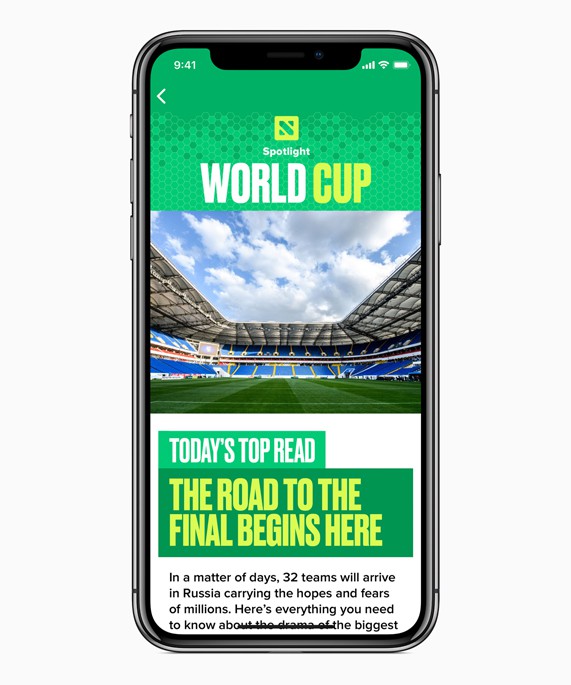 9:41
Spotlight
WORLD CUP
TODAY'S TOP READ
THE ROAD TO THE
FINAL BEGINS HERE
In a matter of days, 32 teams will arrive
in Russia carrying the hopes and fears
of millions. Here’s everything you need
to know about the drama of the biggest